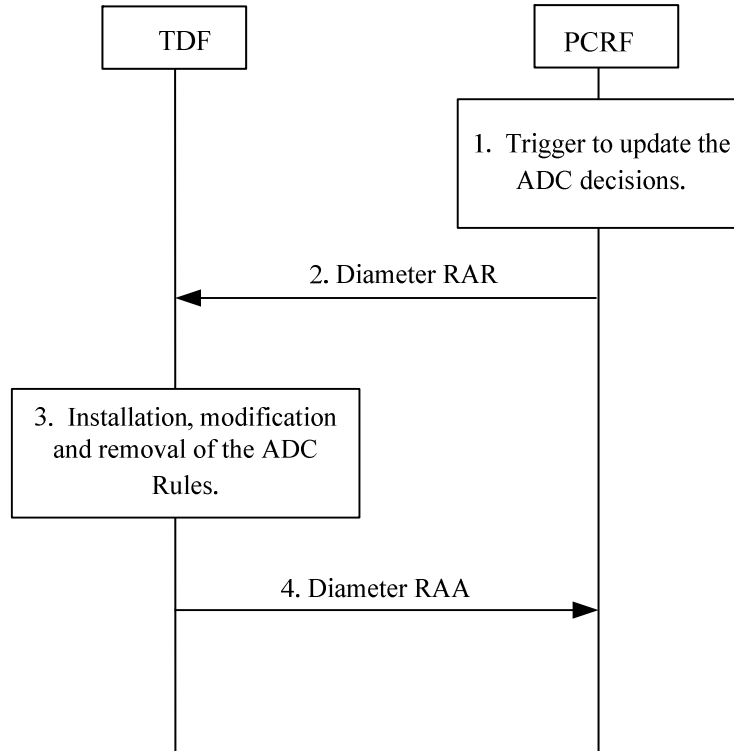 TDF
PCRF
1. Trigger to update the
ADC decisions.
2. Diameter RAR
3. Installation, modification
and removal of the ADC
Rules.
4. Diameter RAA